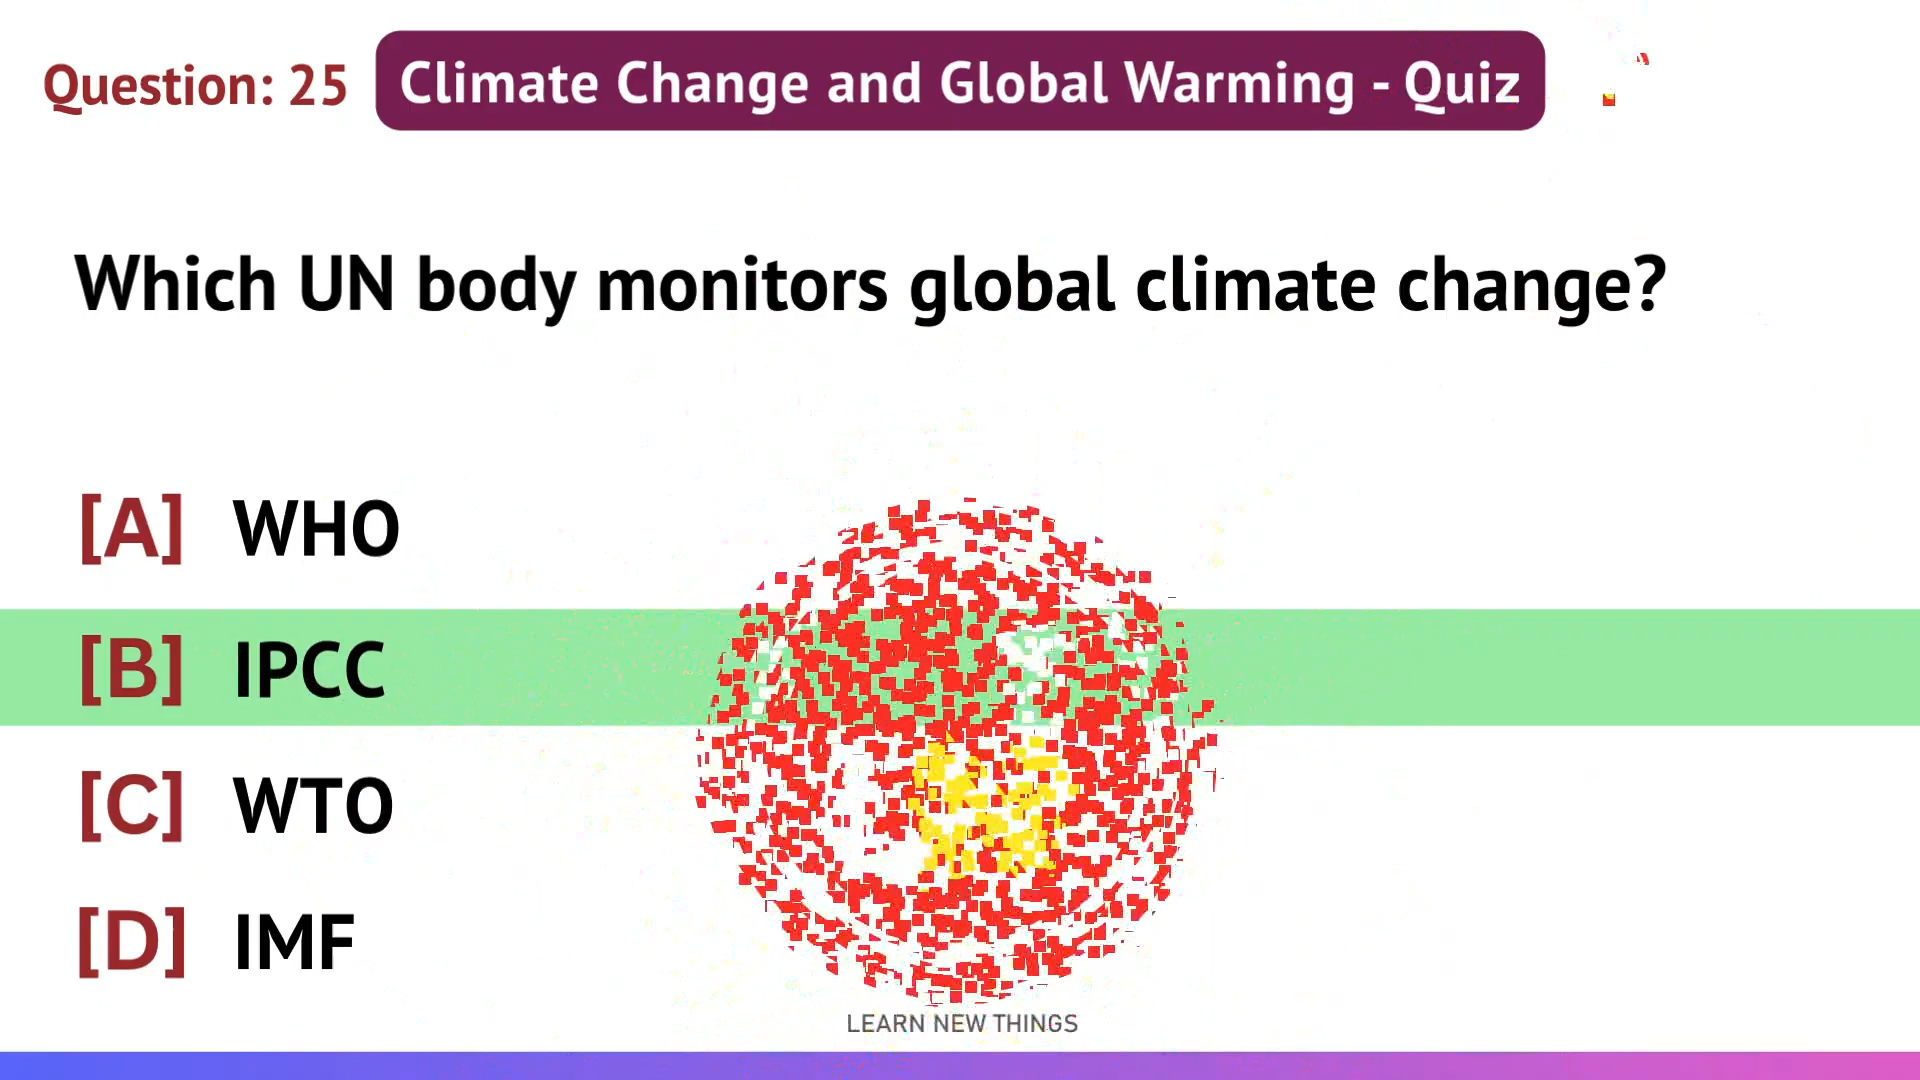 Question: 25
Climate Change and Global Warming - Quiz
Which UN body monitors global climate change?
[A] WHO
[B] IPCC
[C] WTO
[D] IMF
LEARN NEW THINGS